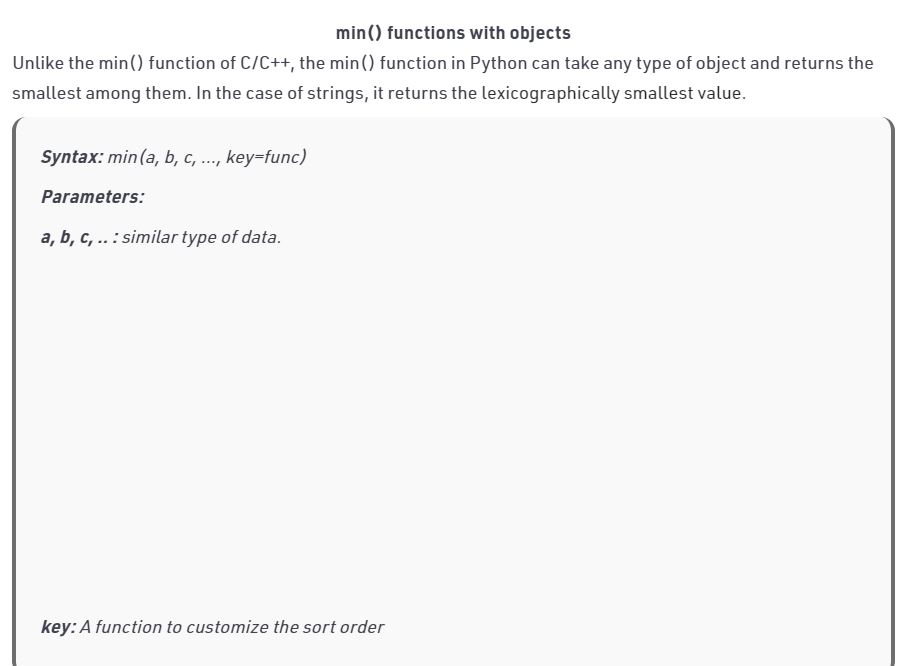 min() functions with objects
Unlike the min() function of C/C++, the min() function in Python can take any type of object and returns the
smallest among them. In the case of strings, it returns the lexicographically smallest value.
Syntax: min(a, b, c, ..., key=func)
Parameters:
a, b, c, .. : similar type of data.
key: A function to customize the sort order